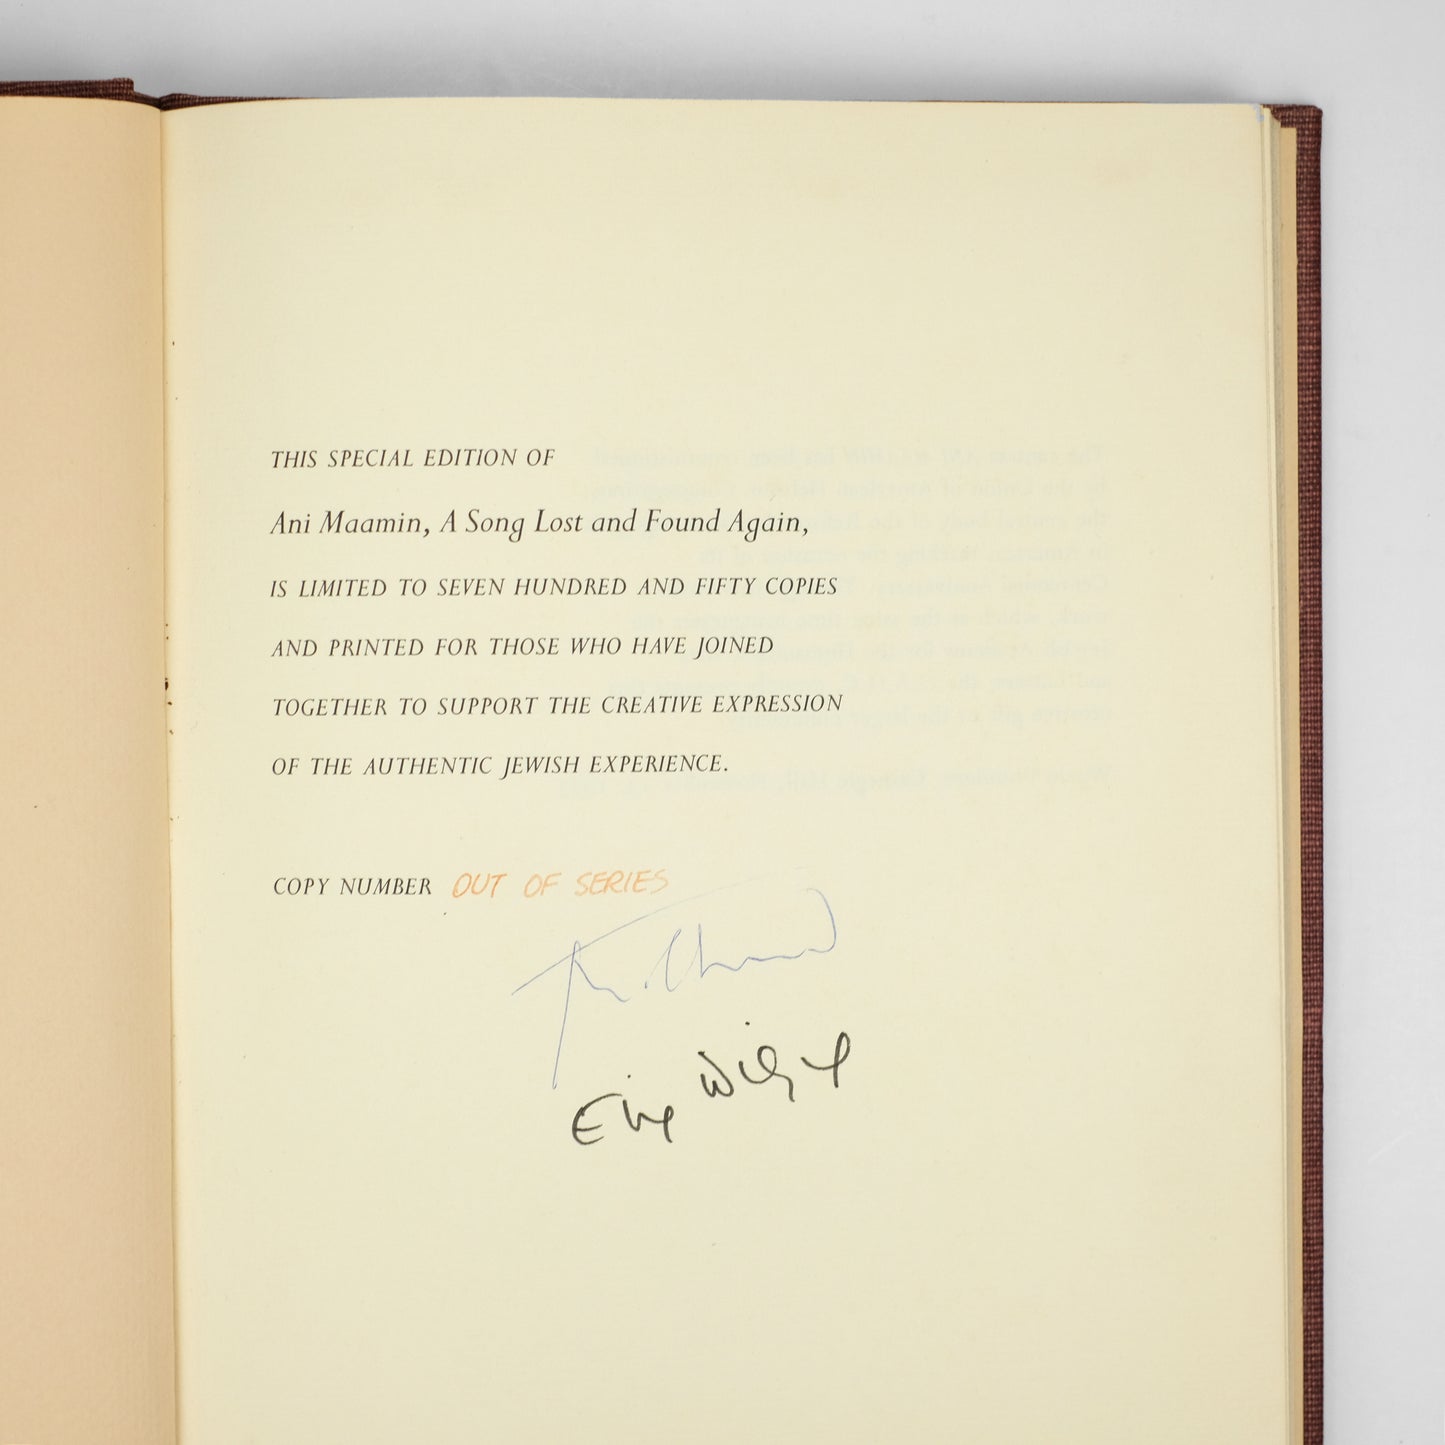 THIS SPECIAL EDITION OF
Ani Maamin, A Song Lost and Found Again,
IS LIMITED TO SEVEN HUNDRED AND FIFTY COPIES
AND PRINTED FOR THOSE WHO HAVE JOINED
TOGETHER TO SUPPORT THE CREATIVE EXPRESSION
OF THE AUTHENTIC JEWISH EXPERIENCE.
COPY NUMBER OUT OF SERIES
Elie Wiesel